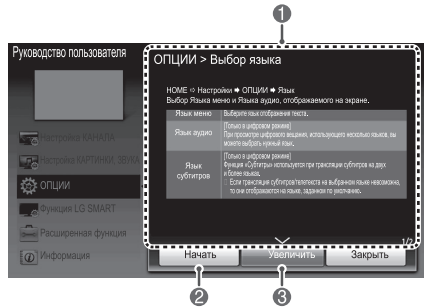 ❶
Руководство пользователя
ОПЦИИ > Выбор языка
HOME ⇨ Настройки ➡ ОПЦИИ ➡ Язык
Выбор Языка меню и Языка аудио, отображаемого на экране.
Язык меню
Выберите язык отображения текста.
Язык аудио
[Только в цифровом режиме]
При просмотре цифрового вещания, использующего несколько языков, вы
можете выбрать нужный язык.
Язык
субтитров
[Только в цифровом режиме]
Функция «Субтитры» используется при трансляции субтитров на двух
и более языках.
Если трансляция субтитров/телетекста на выбранном языке невозможна,
то они отображаются на языке, заданном по умолчанию.
Настройка КАНАЛА
Настройка КАРТИНКИ, ЗВУКА
ОПЦИИ
Функция LG SMART
Расширенная функция
Информация
1/2
Начать
Увеличить
Закрыть
❷
❸